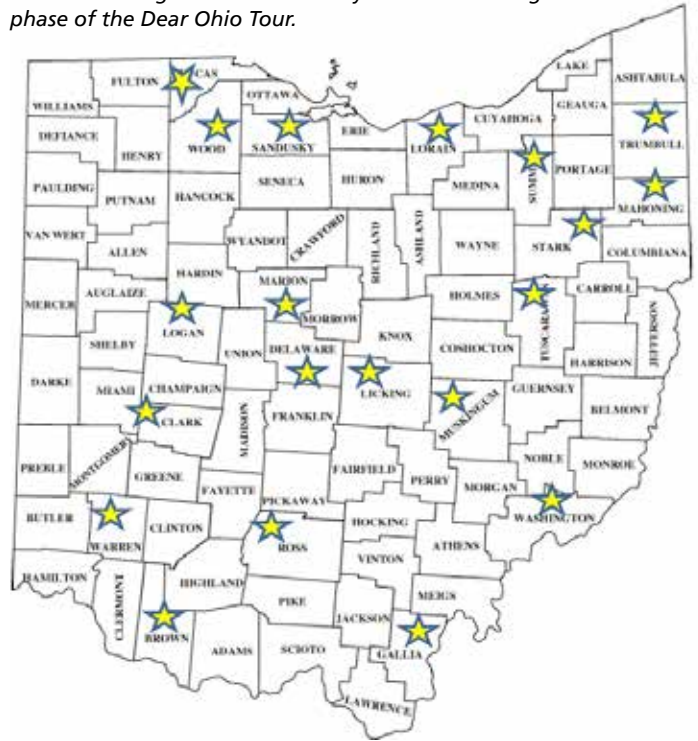 phase of the Dear Ohio Tour.
LAKE
CAS
FULTON
ASHTABULA
OTTAWA
WILLIAMS
GEAUGA
CUYAHOGA
DEFIANCE
ERIE
WOOD
SANDUSKY
LORAIN
TRUMBULL
HENRY
PORTAGE
SUMM
SENECA
HURON
MEDINA
PAULDING
PUTNAM
HANCOCK
MAHONING
VAN WERT
WYANDOT
CRAWFORD
RICHLAND
ASHLAND
WAYNE
STARK
ALLEN
COLUMBIANA
HARDIN
MARION
AUGLAIZE
CARROLL
MERCER
HOLMES
MORROW
TUSCARA
JEFFERSON
LOGAN
KNOX
SHELBY
UNION
DELAWARE
COSHOCTON
HARRISON
DARKE
MIAMI
CHAMPAIGN
LICKING
GUERNSEY
MUSKINGUM
BELMONT
CLARK
MADISON
FRANKLIN
NOBLE
PREBLE
MONTGOMERY
GREENE
FAIRFIELD
PERRY
MONROE
FAYETTE
MORGAN
PICKAWAY
BUTLER
WARREN
CLINTON
HOCKING
WASHINGTON
ROSS
ATHENS
VINTON
HAMILTON
CLERMONT
HIGHLAND
PIKE
MEIGS
JACKSON
BROWN
ADAMS
SCIOTO
GALLIA
LAWRENCE